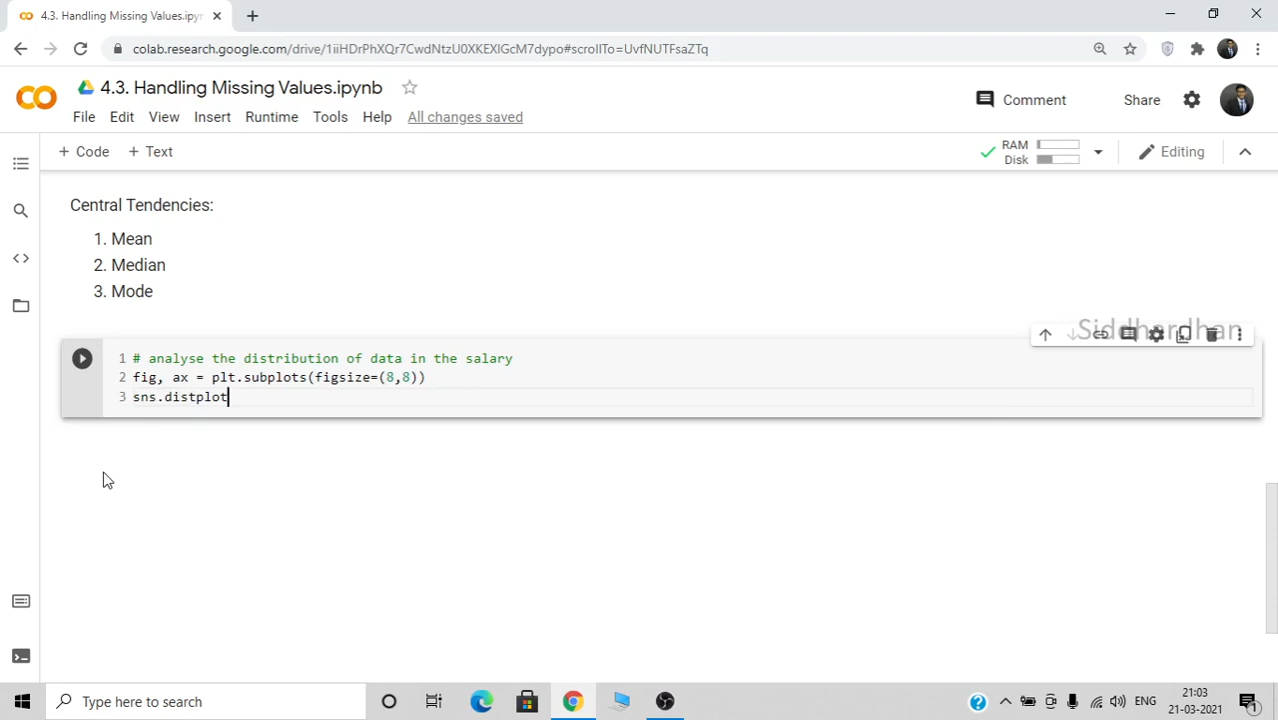 4.3. Handling Missing Values.ipyn
colab.research.google.com/drive/1iiHDrPhXQr7CwdNtzU0XKEXlGcM7dypo#scrollTo=UvfNUTFsaZTq
4.3. Handling Missing Values.ipynb
Comment
Share
File Edit View Insert Runtime Tools Help All changes saved
+ Code + Text
RAM
Disk
Editing
Central Tendencies:
1. Mean
2. Median
3. Mode
Siddhardhan
1 # analyse the distribution of data in the salary
2 fig, ax = plt.subplots(figsize=(8,8))
3 sns.distplot
Type here to search
ENG
21:03
21-03-2021
1